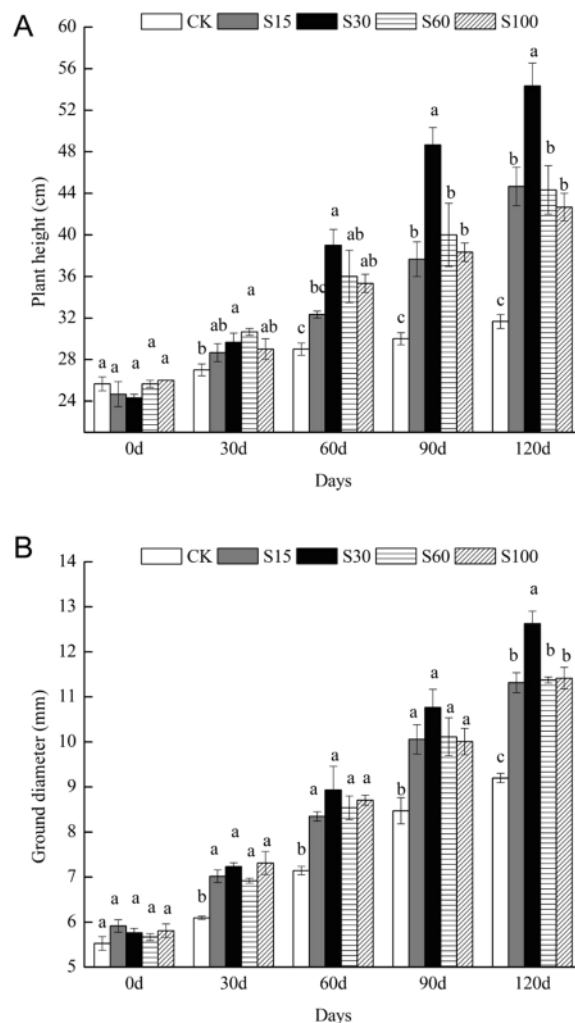 A
CK S15 S30 S60 S100
60
56
52
48
44
40
36
32
28
24
Plant height (cm)
a a a a a
b ab a a ab
c bc a ab ab
c b a b b
c b a b b
0d 30d 60d 90d 120d
Days
B
CK S15 S30 S60 S100
14
13
12
11
10
9
8
7
6
5
Ground diameter (mm)
a a a a a
b a a a a
b a a a a
b a a a a
c b a b b
0d 30d 60d 90d 120d
Days